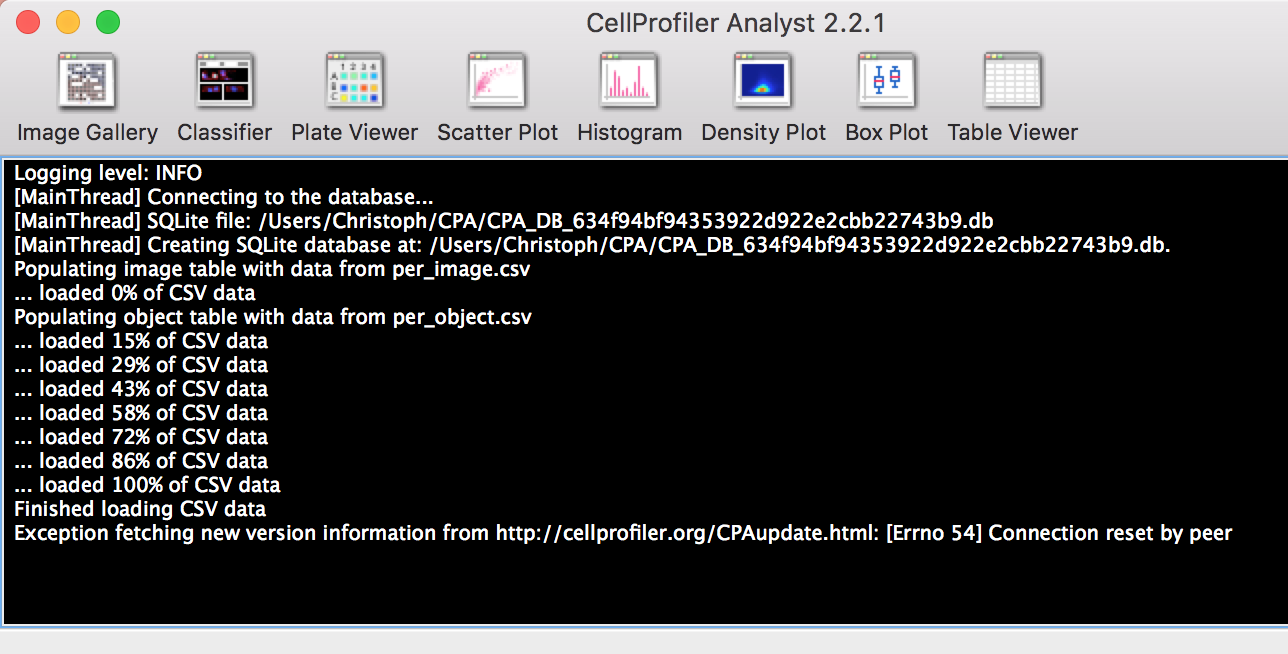 CellProfiler Analyst 2.2.1
Image Gallery Classifier Plate Viewer Scatter Plot Histogram Density Plot Box Plot Table Viewer
Logging level: INFO
[MainThread] Connecting to the database...
[MainThread] SQLite file: /Users/Christoph/CPA/CPA_DB_634f94bf94353922d922e2cbb22743b9.db
[MainThread] Creating SQLite database at: /Users/Christoph/CPA/CPA_DB_634f94bf94353922d922e2cbb22743b9.db.
Populating image table with data from per_image.csv
... loaded 0% of CSV data
Populating object table with data from per_object.csv
... loaded 15% of CSV data
... loaded 29% of CSV data
... loaded 43% of CSV data
... loaded 58% of CSV data
... loaded 72% of CSV data
... loaded 86% of CSV data
... loaded 100% of CSV data
Finished loading CSV data
Exception fetching new version information from http://cellprofiler.org/CPAupdate.html: [Errno 54] Connection reset by peer